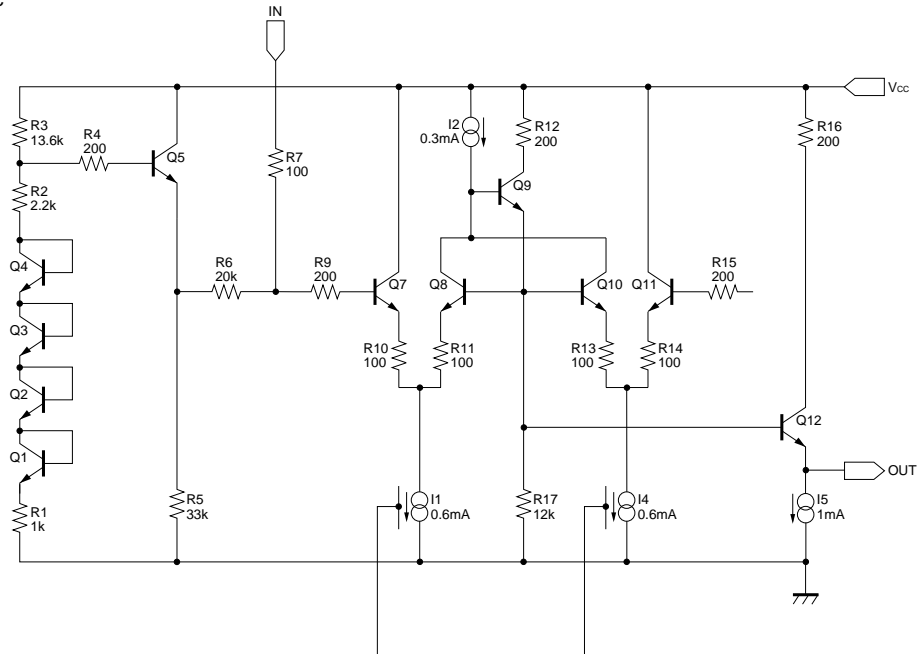 IN
VCC
R3
13.6k
R4
200
Q5
R7
100
I2
0.3mA
R12
200
R16
200
Q9
R2
2.2k
Q4
R6
20k
R9
200
Q7
Q8
Q10
Q11
R15
200
Q3
R10
100
R11
100
R13
100
R14
100
Q2
Q12
Q1
OUT
R1
1k
R5
33k
I1
0.6mA
R17
12k
I4
0.6mA
I5
1mA